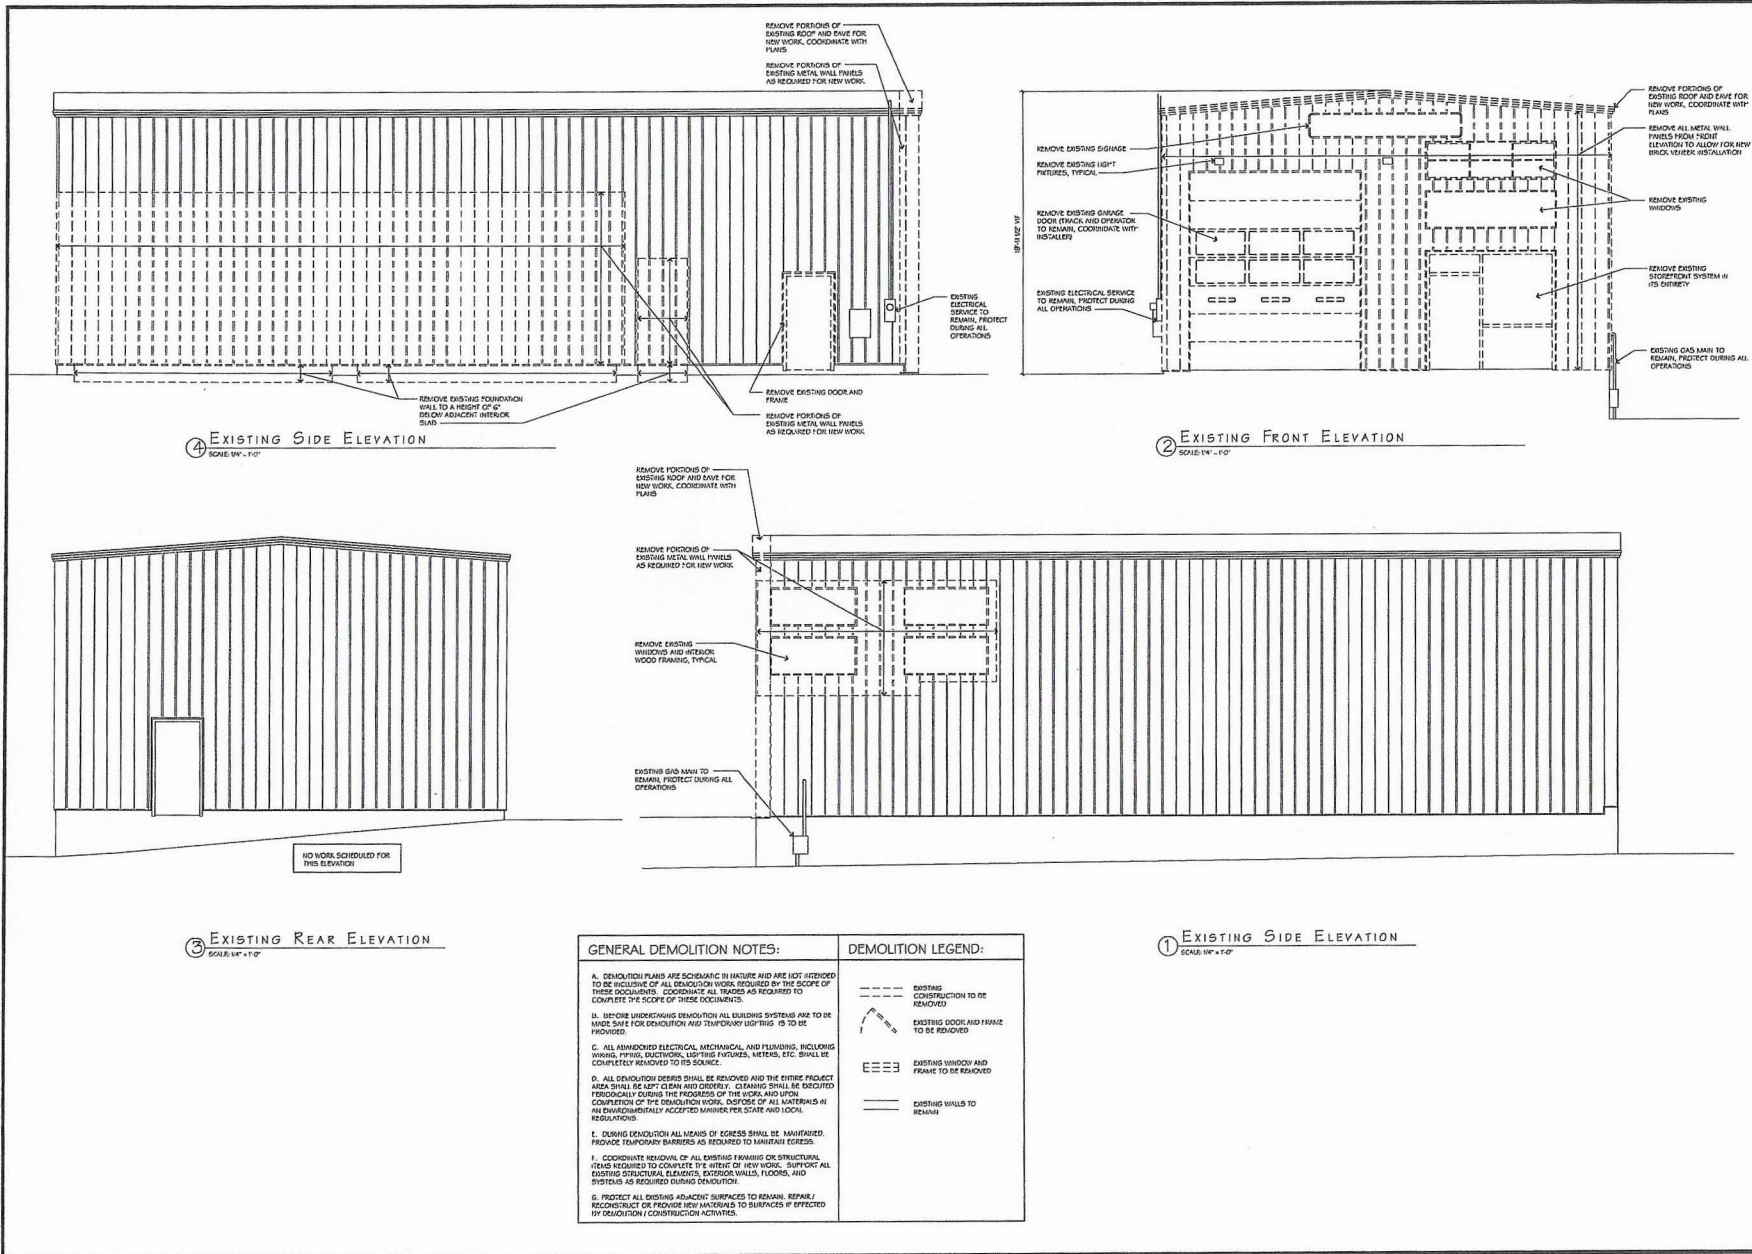 REMOVE PORTIONS OF
EXISTING ROOF AND EAVE FOR
NEW WORK, COORDINATE WITH
PLANS
REMOVE PORTIONS OF
EXISTING METAL WALL PANELS
AS REQUIRED FOR NEW WORK
EXISTING
ELECTRICAL
SERVICE TO
REMAIN, PROTECT
DURING ALL
OPERATIONS
REMOVE EXISTING DOOR AND
FRAME
REMOVE PORTIONS OF
EXISTING METAL WALL PANELS
AS REQUIRED FOR NEW WORK
REMOVE EXISTING FOUNDATION
WALL TO A HEIGHT OF 6"
BELOW ADJACENT INTERIOR
SLAB
4 EXISTING SIDE ELEVATION
SCALE: 1/4" = 1'-0"
REMOVE EXISTING SIGNAGE
REMOVE EXISTING LIGHT
FIXTURES, TYPICAL
REMOVE EXISTING GARAGE
DOOR (TRACK AND OPERATOR
TO REMAIN, COORDINATE WITH
INSTALLER)
EXISTING ELECTRICAL SERVICE
TO REMAIN, PROTECT DURING
ALL OPERATIONS
REMOVE PORTIONS OF
EXISTING ROOF AND EAVE FOR
NEW WORK, COORDINATE WITH
PLANS
REMOVE ALL METAL WALL
PANELS FROM FRONT
ELEVATION TO ALLOW FOR NEW
BRICK VENEER INSTALLATION
REMOVE EXISTING
WINDOWS
REMOVE EXISTING
STOREFRONT SYSTEM IN
ITS ENTIRETY
EXISTING GAS MAIN TO
REMAIN, PROTECT DURING ALL
OPERATIONS
2 EXISTING FRONT ELEVATION
SCALE: 1/4" = 1'-0"
NO WORK SCHEDULED FOR
THIS ELEVATION
3 EXISTING REAR ELEVATION
SCALE: 1/4" = 1'-0"
REMOVE PORTIONS OF
EXISTING ROOF AND EAVE FOR
NEW WORK, COORDINATE WITH
PLANS
REMOVE PORTIONS OF
EXISTING METAL WALL PANELS
AS REQUIRED FOR NEW WORK
REMOVE EXISTING
WINDOWS AND INTERIOR
WOOD FRAMING, TYPICAL
EXISTING GAS MAIN TO
REMAIN, PROTECT DURING ALL
OPERATIONS
1 EXISTING SIDE ELEVATION
SCALE: 1/4" = 1'-0"
GENERAL DEMOLITION NOTES:
A. DEMOLITION PLANS ARE SCHEMATIC IN NATURE AND ARE NOT INTENDED
TO BE INCLUSIVE OF ALL DEMOLITION WORK REQUIRED BY THE SCOPE OF
THESE DOCUMENTS. COORDINATE ALL TRADES AS REQUIRED TO
COMPLETE THE SCOPE OF THESE DOCUMENTS.
B. BEFORE UNDERTAKING DEMOLITION ALL BUILDING SYSTEMS ARE TO BE
MADE SAFE FOR DEMOLITION AND TEMPORARY LIGHTING IS TO BE
PROVIDED.
C. ALL ABANDONED ELECTRICAL, MECHANICAL, AND PLUMBING, INCLUDING
WIRING, PIPING, DUCTWORK, LIGHTING FIXTURES, METERS, ETC. SHALL BE
COMPLETELY REMOVED TO ITS SOURCE.
D. ALL DEMOLITION DEBRIS SHALL BE REMOVED AND THE ENTIRE PROJECT
AREA SHALL BE KEPT CLEAN AND ORDERLY. CLEANING SHALL BE EXECUTED
PERIODICALLY DURING THE PROGRESS OF THE WORK AND UPON
COMPLETION OF THE DEMOLITION WORK. DISPOSE OF ALL MATERIALS IN
AN ENVIRONMENTALLY ACCEPTED MANNER PER STATE AND LOCAL
REGULATIONS.
E. DURING DEMOLITION ALL MEANS OF EGRESS SHALL BE MAINTAINED.
PROVIDE TEMPORARY BARRIERS AS REQUIRED TO MAINTAIN EGRESS.
F. COORDINATE REMOVAL OF ALL EXISTING FRAMING OR STRUCTURAL
ITEMS REQUIRED TO COMPLETE THE INTENT OF NEW WORK. SUPPORT ALL
EXISTING STRUCTURAL ELEMENTS, EXTERIOR WALLS, FLOORS, AND
SYSTEMS AS REQUIRED DURING DEMOLITION.
G. PROTECT ALL EXISTING ADJACENT SURFACES TO REMAIN. REPAIR /
RECONSTRUCT OR PROVIDE NEW MATERIALS TO SURFACES IF EFFECTED
BY DEMOLITION / CONSTRUCTION ACTIVITIES.
DEMOLITION LEGEND:
EXISTING
CONSTRUCTION TO BE
REMOVED
EXISTING DOOR AND FRAME
TO BE REMOVED
EXISTING WINDOW AND
FRAME TO BE REMOVED
EXISTING WALLS TO
REMAIN